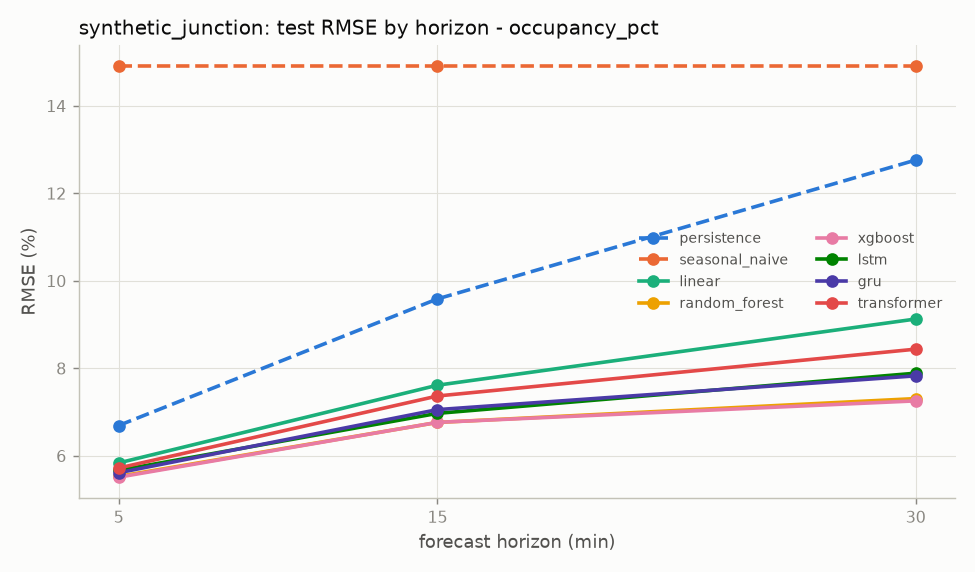 synthetic_junction: test RMSE by horizon - occupancy_pct
14
12
10
8
6
RMSE (%)
persistence
seasonal_naive
linear
random_forest
xgboost
lstm
gru
transformer
5
15
30
forecast horizon (min)